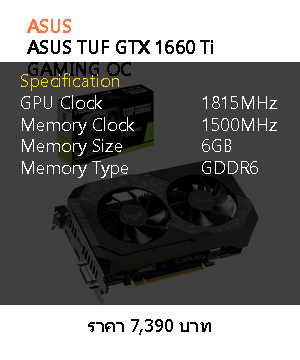 ASUS
ASUS TUF GTX 1660 Ti
GAMING OC
Specification
GPU Clock 1815MHz
Memory Clock 1500MHz
Memory Size 6GB
Memory Type GDDR6
ราคา 7,390 บาท